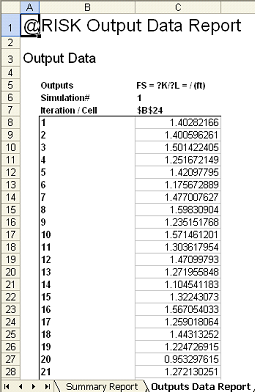 A B C
1 @RISK Output Data Report
2
3 Output Data
4
5 Outputs FS = ?K/?L = / (ft)
6 Simulation# 1
7 Iteration / Cell $B$24
8 1 1.40282166
9 2 1.400596261
10 3 1.501422405
11 4 1.251672149
12 5 1.42097795
13 6 1.175672889
14 7 1.477007627
15 8 1.59830904
16 9 1.235151768
17 10 1.571461201
18 11 1.303617954
19 12 1.47099793
20 13 1.271955848
21 14 1.104541183
22 15 1.32243073
23 16 1.567054033
24 17 1.259018064
25 18 1.44313252
26 19 1.224726915
27 20 0.953297615
28 21 1.272130251
Summary Report Outputs Data Report